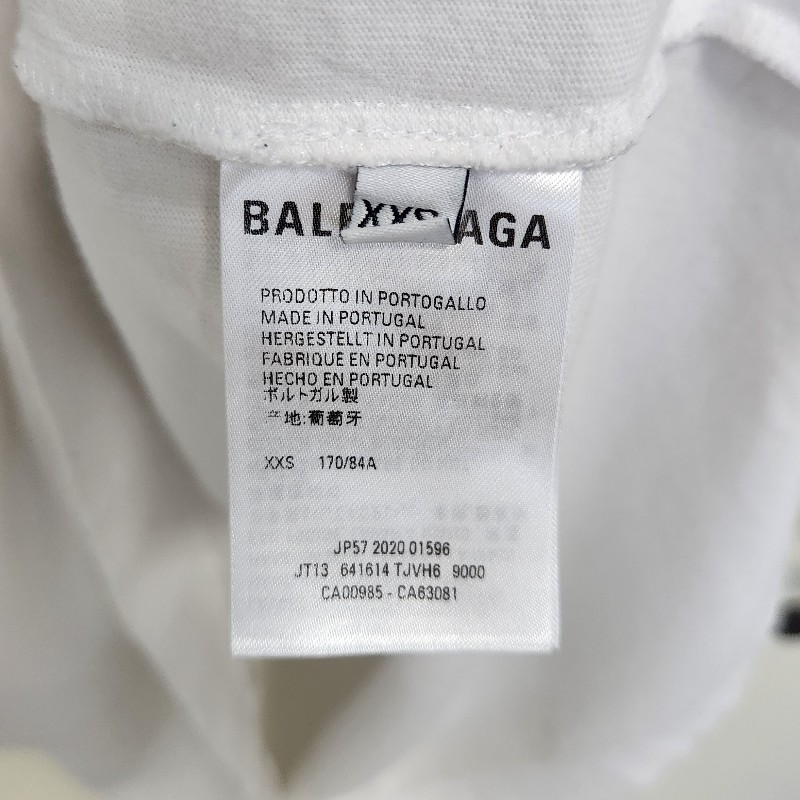 XXS
BALENCIAGA
PRODOTTO IN PORTOGALLO
MADE IN PORTUGAL
HERGESTELLT IN PORTUGAL
FABRIQUE EN PORTUGAL
HECHO EN PORTUGAL
ポルトガル製
产地:葡萄牙
XXS 170/84A
JP57 2020 01596
JT13 641614 TJVH6 9000
CA00985 - CA63081